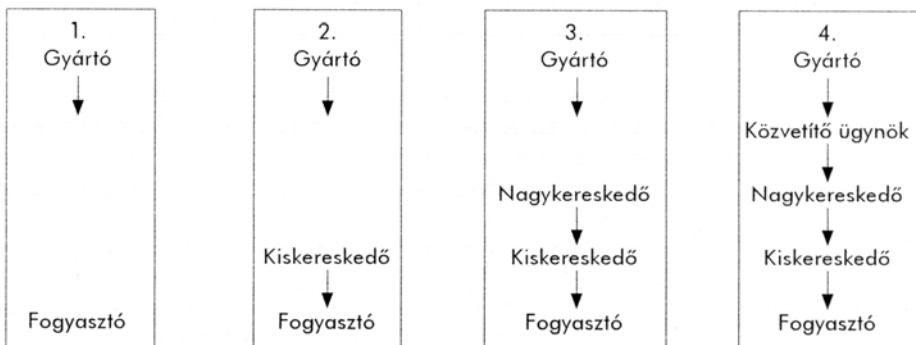 1.
Gyártó
Fogyasztó
2.
Gyártó
Kiskereskedő
Fogyasztó
3.
Gyártó
Nagykereskedő
Kiskereskedő
Fogyasztó
4.
Gyártó
Közvetítő ügynök
Nagykereskedő
Kiskereskedő
Fogyasztó